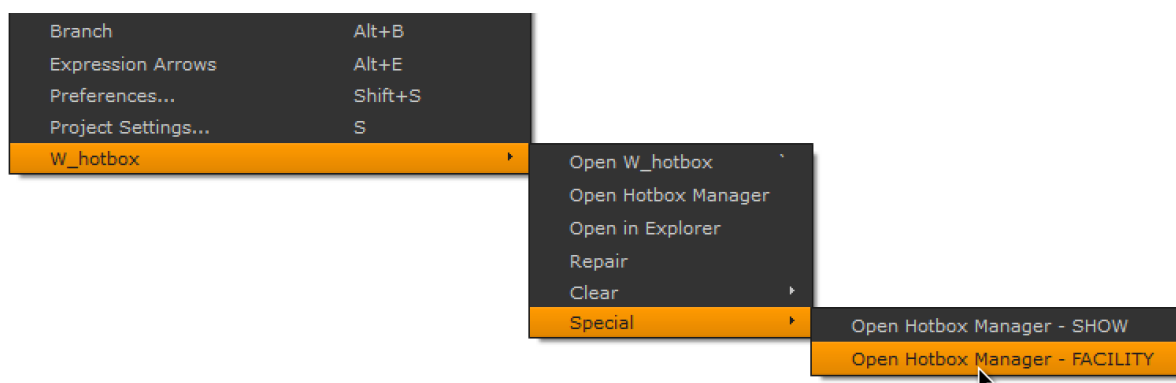 Branch Alt+B
Expression Arrows Alt+E
Preferences... Shift+S
Project Settings... S
W_hotbox
Open W_hotbox `
Open Hotbox Manager
Open in Explorer
Repair
Clear
Special
Open Hotbox Manager - SHOW
Open Hotbox Manager - FACILITY